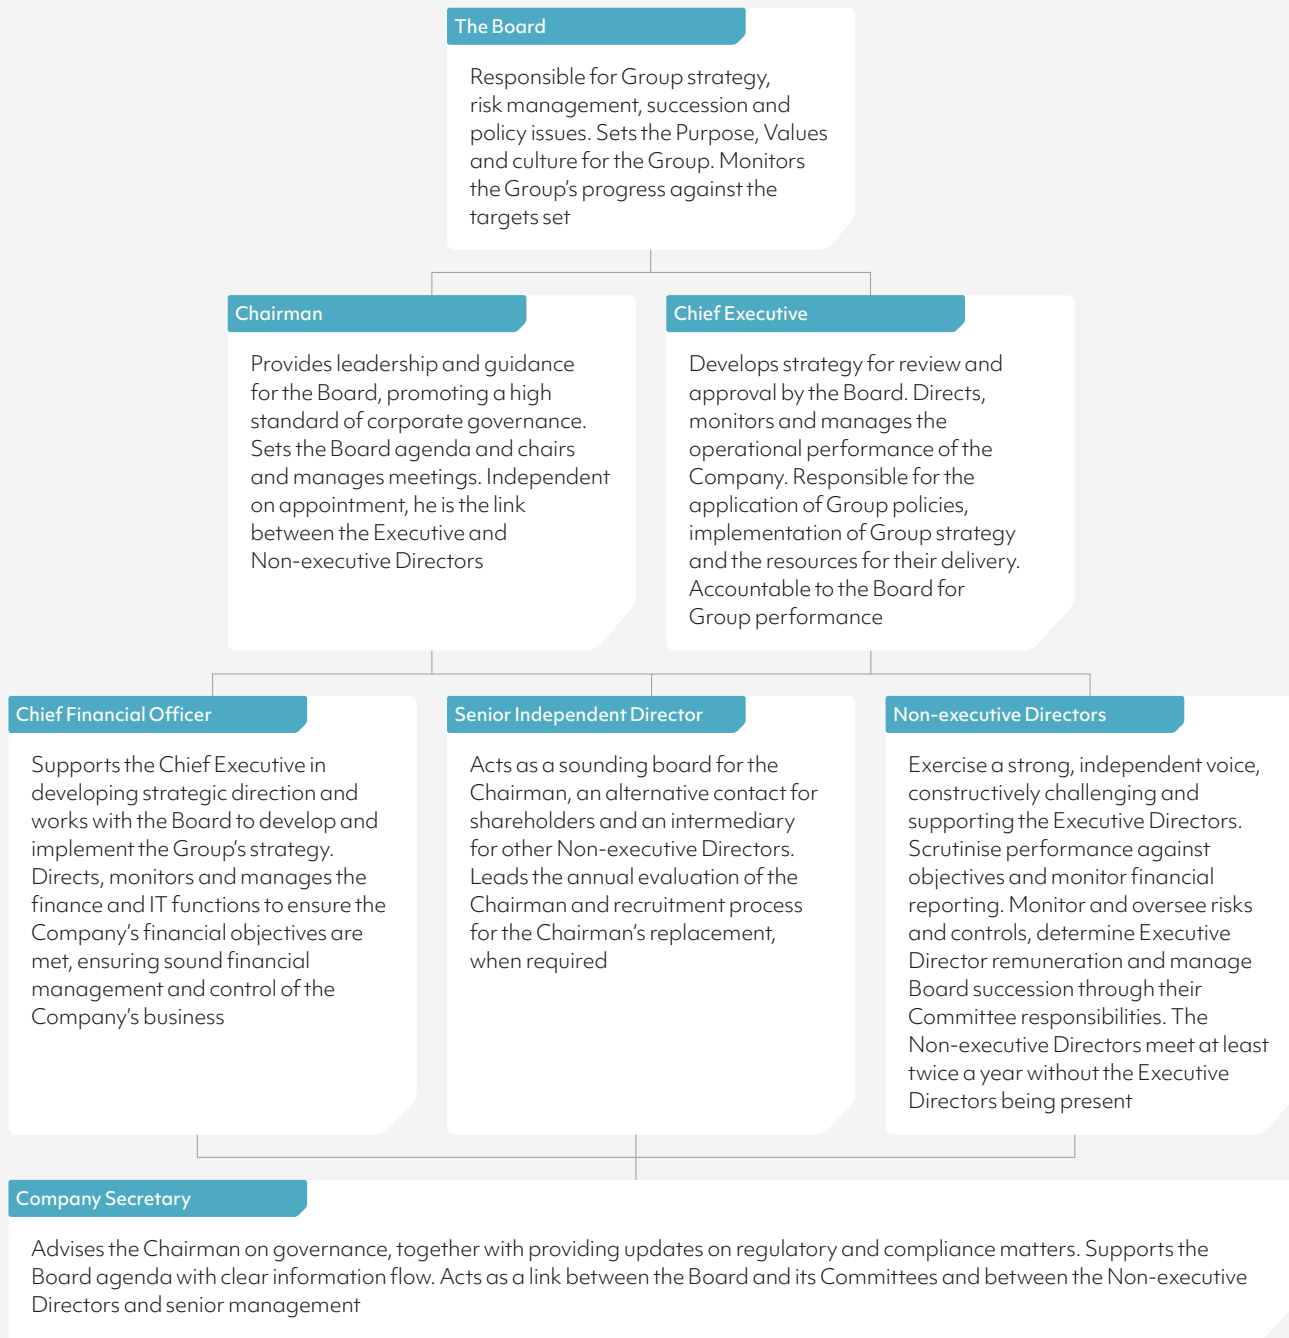 The Board
Responsible for Group strategy,
risk management, succession and
policy issues. Sets the Purpose, Values
and culture for the Group. Monitors
the Group's progress against the
targets set
Chairman
Provides leadership and guidance
for the Board, promoting a high
standard of corporate governance.
Sets the Board agenda and chairs
and manages meetings. Independent
on appointment, he is the link
between the Executive and
Non-executive Directors
Chief Executive
Develops strategy for review and
approval by the Board. Directs,
monitors and manages the
operational performance of the
Company. Responsible for the
application of Group policies,
implementation of Group strategy
and the resources for their delivery.
Accountable to the Board for
Group performance
Chief Financial Officer
Supports the Chief Executive in
developing strategic direction and
works with the Board to develop and
implement the Group's strategy.
Directs, monitors and manages the
finance and IT functions to ensure the
Company's financial objectives are
met, ensuring sound financial
management and control of the
Company's business
Senior Independent Director
Acts as a sounding board for the
Chairman, an alternative contact for
shareholders and an intermediary
for other Non-executive Directors.
Leads the annual evaluation of the
Chairman and recruitment process
for the Chairman's replacement,
when required
Non-executive Directors
Exercise a strong, independent voice,
constructively challenging and
supporting the Executive Directors.
Scrutinise performance against
objectives and monitor financial
reporting. Monitor and oversee risks
and controls, determine Executive
Director remuneration and manage
Board succession through their
Committee responsibilities. The
Non-executive Directors meet at least
twice a year without the Executive
Directors being present
Company Secretary
Advises the Chairman on governance, together with providing updates on regulatory and compliance matters. Supports the
Board agenda with clear information flow. Acts as a link between the Board and its Committees and between the Non-executive
Directors and senior management